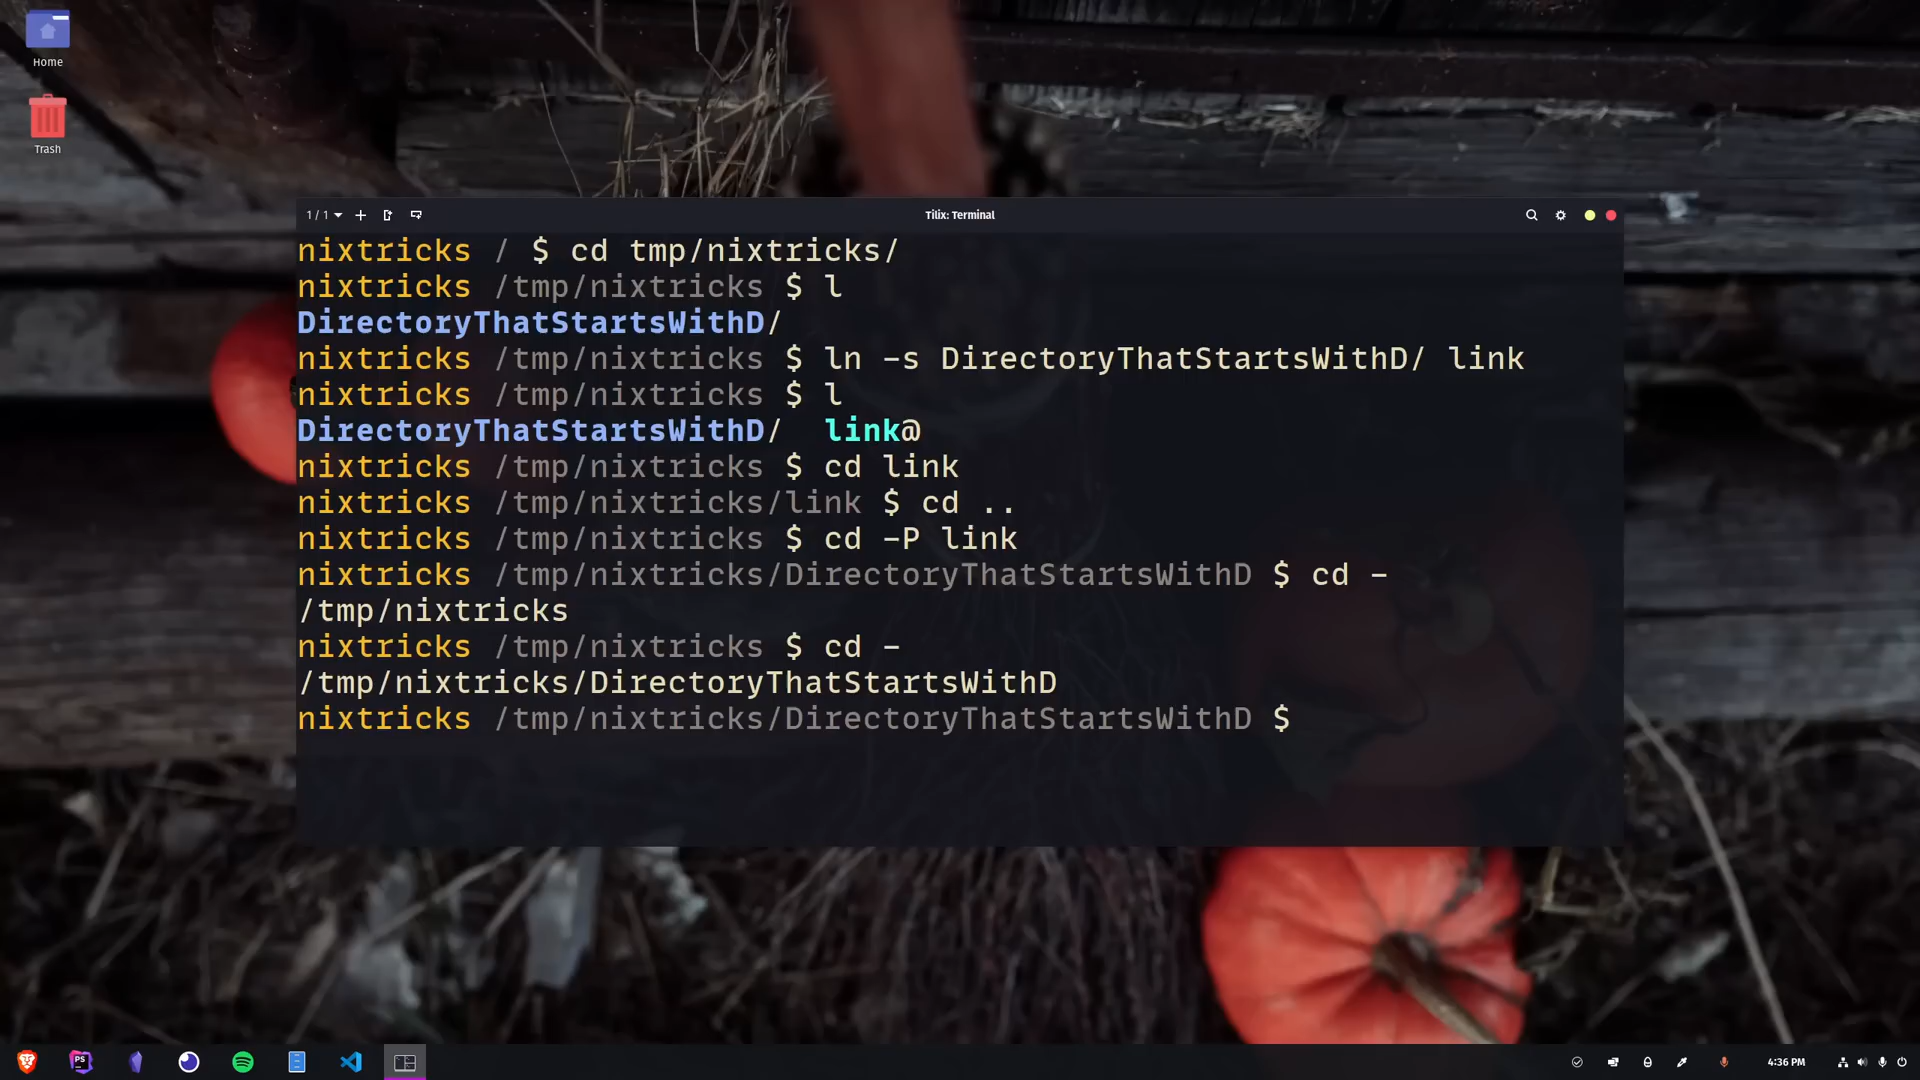 Home
Trash
1 / 1
Tilix: Terminal
nixtricks / $ cd tmp/nixtricks/
nixtricks /tmp/nixtricks $ l
DirectoryThatStartsWithD/
nixtricks /tmp/nixtricks $ ln -s DirectoryThatStartsWithD/ link
nixtricks /tmp/nixtricks $ l
DirectoryThatStartsWithD/  link@
nixtricks /tmp/nixtricks $ cd link
nixtricks /tmp/nixtricks/link $ cd ..
nixtricks /tmp/nixtricks $ cd -P link
nixtricks /tmp/nixtricks/DirectoryThatStartsWithD $ cd -
/tmp/nixtricks
nixtricks /tmp/nixtricks $ cd -
/tmp/nixtricks/DirectoryThatStartsWithD
nixtricks /tmp/nixtricks/DirectoryThatStartsWithD $
PS
4:36 PM